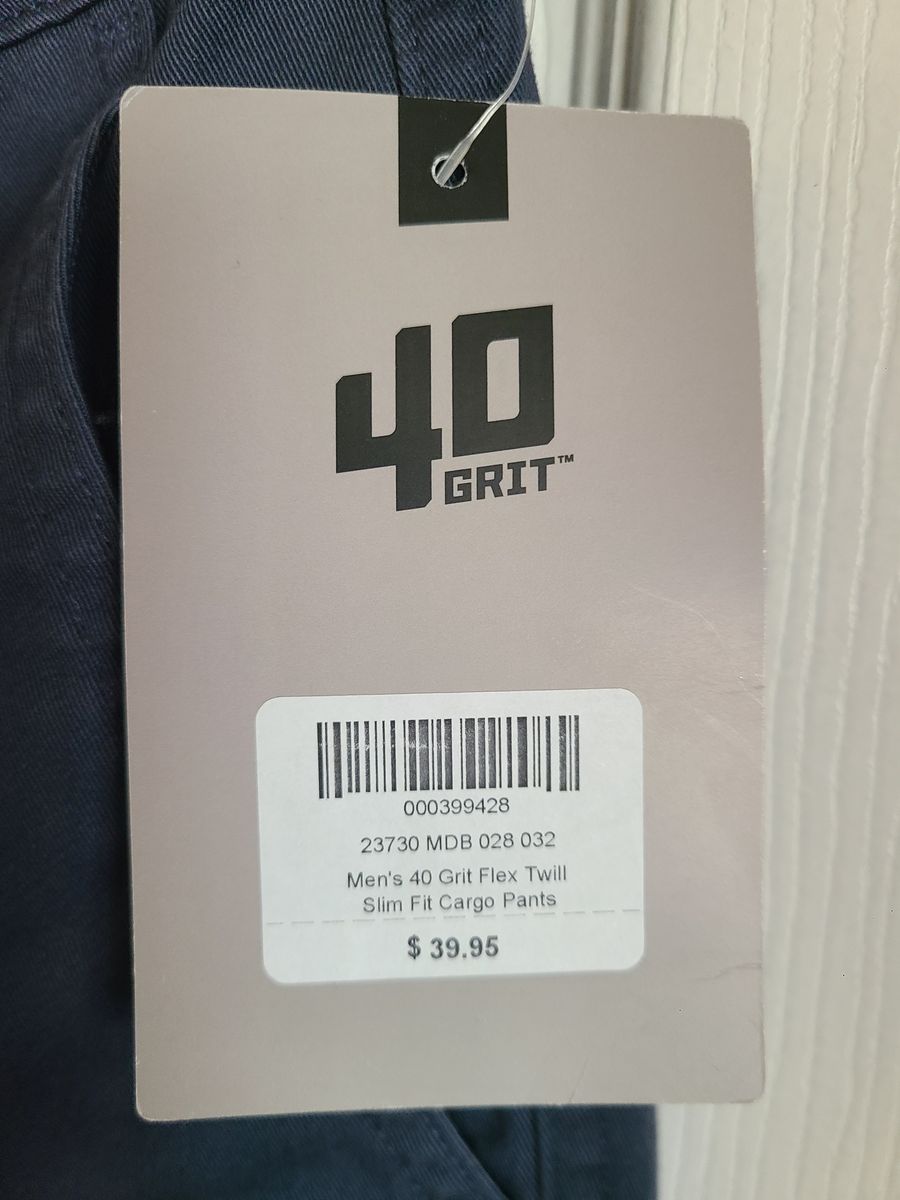 40
GRIT™
000399428
23730 MDB 028 032
Men's 40 Grit Flex Twill
Slim Fit Cargo Pants
$ 39.95